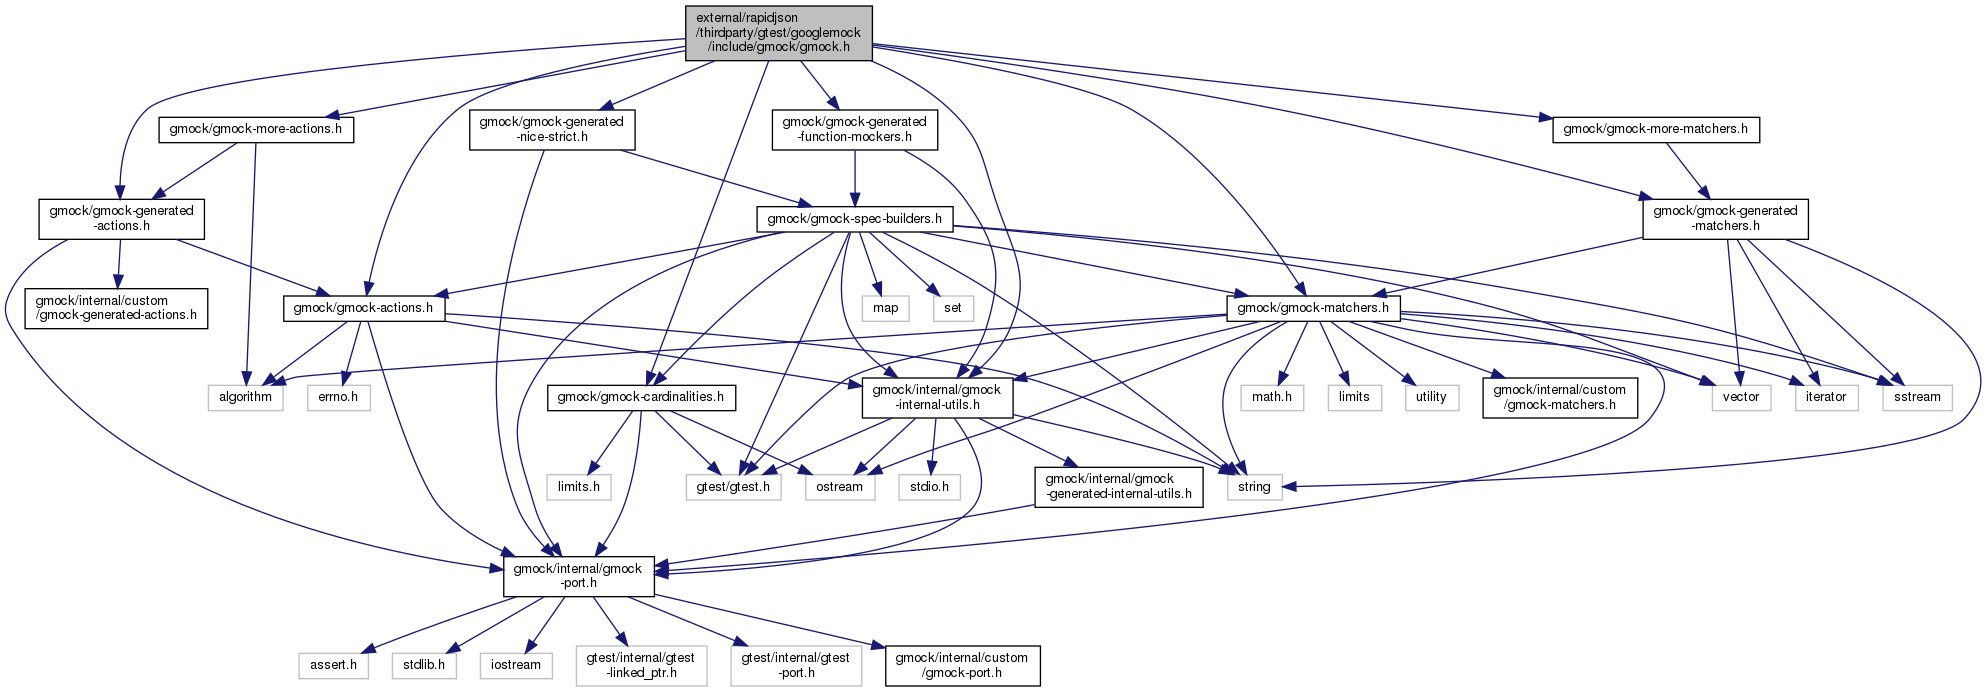 external/rapidjson
/thirdparty/gtest/googlemock
/include/gmock/gmock.h
gmock/gmock-more-actions.h
gmock/gmock-generated
-nice-strict.h
gmock/gmock-generated
-function-mockers.h
gmock/gmock-more-matchers.h
gmock/gmock-generated
-actions.h
gmock/gmock-spec-builders.h
gmock/gmock-generated
-matchers.h
gmock/internal/custom
/gmock-generated-actions.h
gmock/gmock-actions.h
map
set
gmock/gmock-matchers.h
algorithm
errno.h
gmock/gmock-cardinalities.h
gmock/internal/gmock
-internal-utils.h
math.h
limits
utility
gmock/internal/custom
/gmock-matchers.h
vector
iterator
sstream
limits.h
gtest/gtest.h
ostream
stdio.h
gmock/internal/gmock
-generated-internal-utils.h
string
gmock/internal/gmock
-port.h
assert.h
stdlib.h
iostream
gtest/internal/gtest
-linked_ptr.h
gtest/internal/gtest
-port.h
gmock/internal/custom
/gmock-port.h